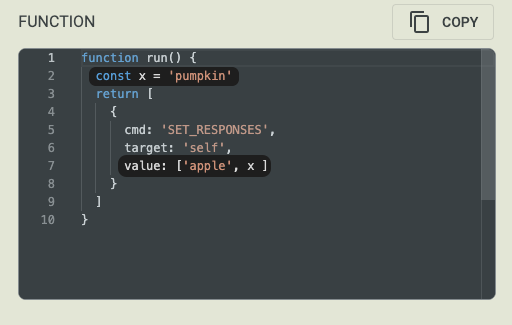 FUNCTION
COPY
1 function run() {
2   const x = 'pumpkin'
3   return [
4     {
5       cmd: 'SET_RESPONSES',
6       target: 'self',
7       value: ['apple', x ]
8     }
9   ]
10 }